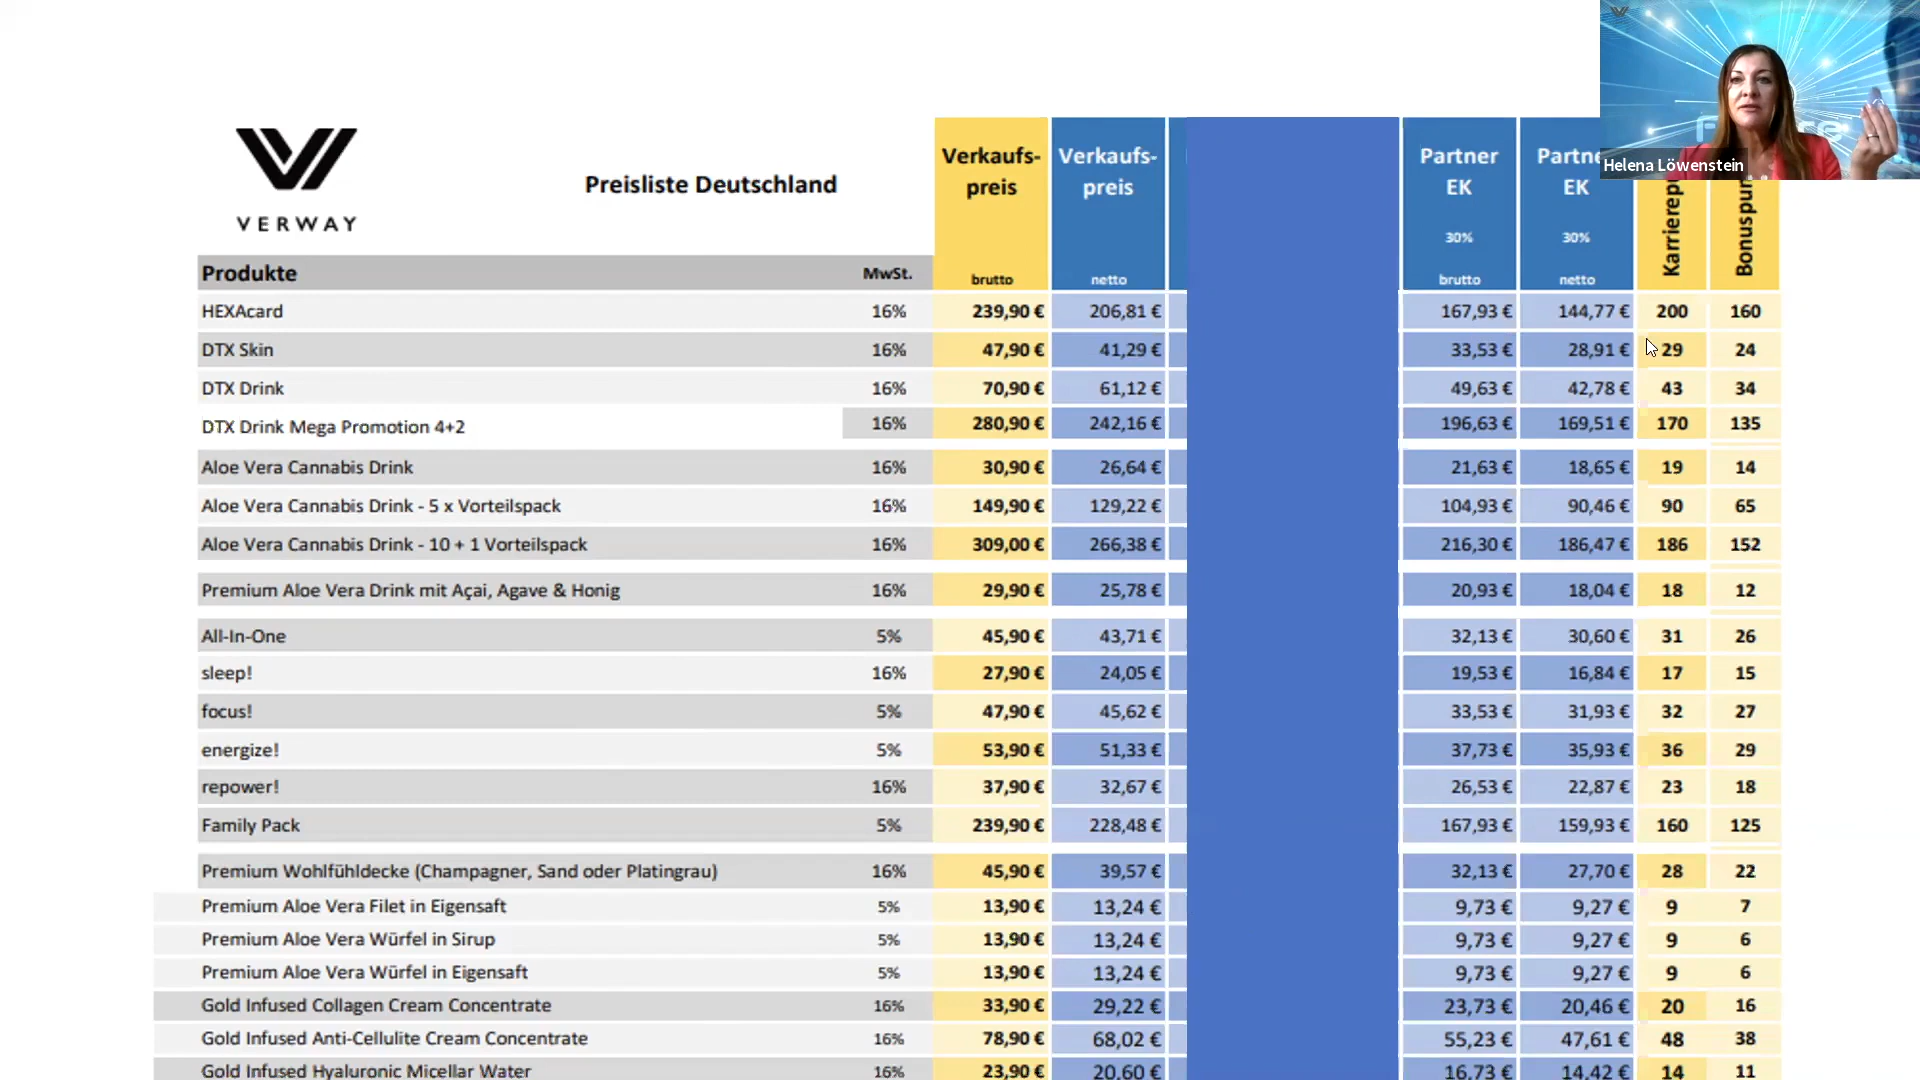 Helena Löwenstein
VERWAY
Preisliste Deutschland
Verkaufs-
preis
brutto
Verkaufs-
preis
netto
Partner
EK
30%
brutto
EK
30%
netto
Produkte MwSt.
HEXAcard 16% 239,90 € 206,81 € 167,93 € 144,77 € 200 160
DTX Skin 16% 47,90 € 41,29 € 33,53 € 28,91 € 29 24
DTX Drink 16% 70,90 € 61,12 € 49,63 € 42,78 € 43 34
DTX Drink Mega Promotion 4+2 16% 280,90 € 242,16 € 196,63 € 169,51 € 170 135
Aloe Vera Cannabis Drink 16% 30,90 € 26,64 € 21,63 € 18,65 € 19 14
Aloe Vera Cannabis Drink - 5 x Vorteilspack 16% 149,90 € 129,22 € 104,93 € 90,46 € 90 65
Aloe Vera Cannabis Drink - 10 + 1 Vorteilspack 16% 309,00 € 266,38 € 216,30 € 186,47 € 186 152
Premium Aloe Vera Drink mit Açai, Agave & Honig 16% 29,90 € 25,78 € 20,93 € 18,04 € 18 12
All-In-One 5% 45,90 € 43,71 € 32,13 € 30,60 € 31 26
sleep! 16% 27,90 € 24,05 € 19,53 € 16,84 € 17 15
focus! 5% 47,90 € 45,62 € 33,53 € 31,93 € 32 27
energize! 5% 53,90 € 51,33 € 37,73 € 35,93 € 36 29
repower! 16% 37,90 € 32,67 € 26,53 € 22,87 € 23 18
Family Pack 5% 239,90 € 228,48 € 167,93 € 159,93 € 160 125
Premium Wohlfühldecke (Champagner, Sand oder Platingrau) 16% 45,90 € 39,57 € 32,13 € 27,70 € 28 22
Premium Aloe Vera Filet in Eigensaft 5% 13,90 € 13,24 € 9,73 € 9,27 € 9 7
Premium Aloe Vera Würfel in Sirup 5% 13,90 € 13,24 € 9,73 € 9,27 € 9 6
Premium Aloe Vera Würfel in Eigensaft 5% 13,90 € 13,24 € 9,73 € 9,27 € 9 6
Gold Infused Collagen Cream Concentrate 16% 33,90 € 29,22 € 23,73 € 20,46 € 20 16
Gold Infused Anti-Cellulite Cream Concentrate 16% 78,90 € 68,02 € 55,23 € 47,61 € 48 38
Gold Infused Hyaluronic Micellar Water 16% 23,90 € 20,60 € 16,73 € 14,42 € 14 11